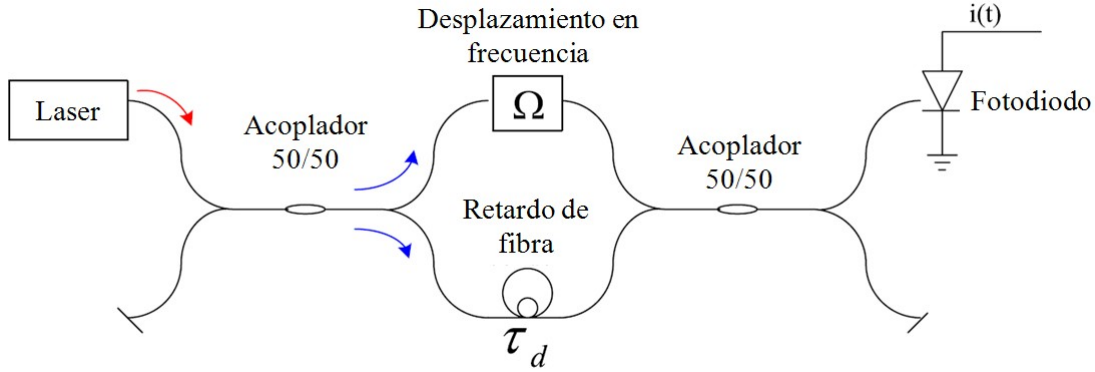 Desplazamiento en
frecuencia
i(t)
Laser
Ω
Fotodiodo
Acoplador
50/50
Acoplador
50/50
Retardo de
fibra
τ d